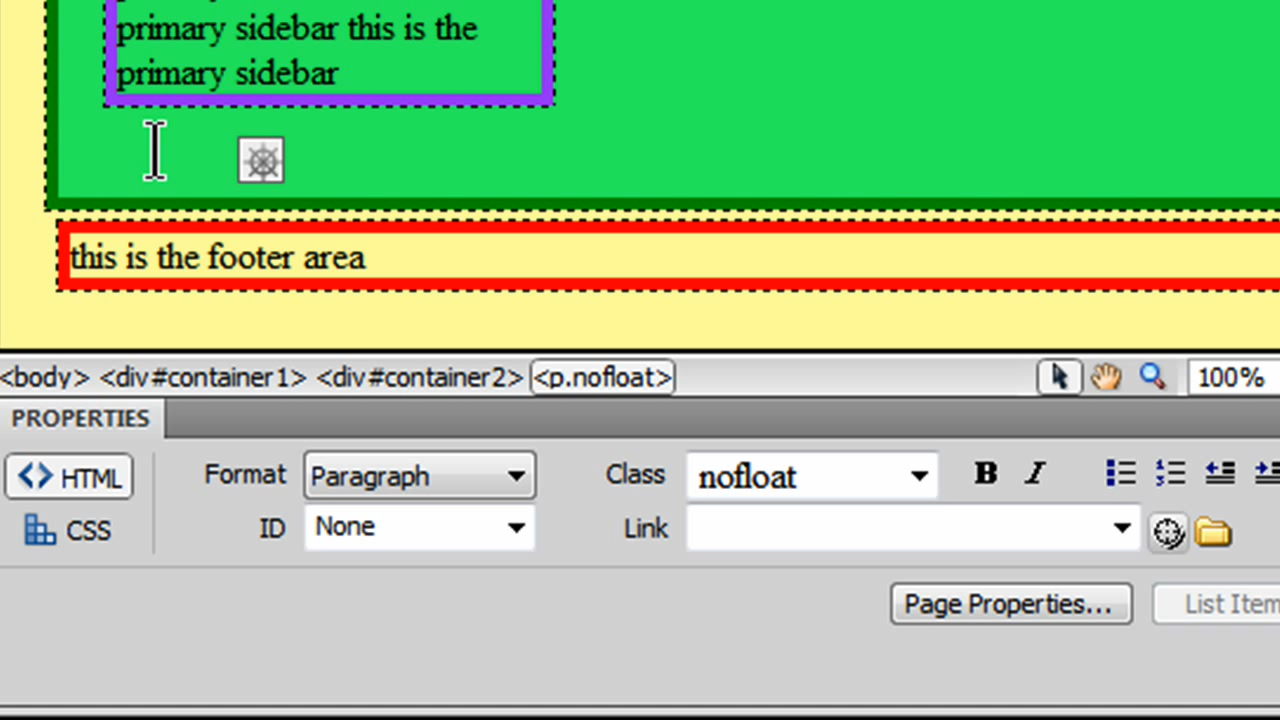 primary sidebar this is the
primary sidebar
this is the footer area
<body> <div#container1> <div#container2> <p.nofloat>
100%
PROPERTIES
<> HTML
Format Paragraph
Class nofloat
B I
CSS
ID None
Link
Page Properties...
List Item